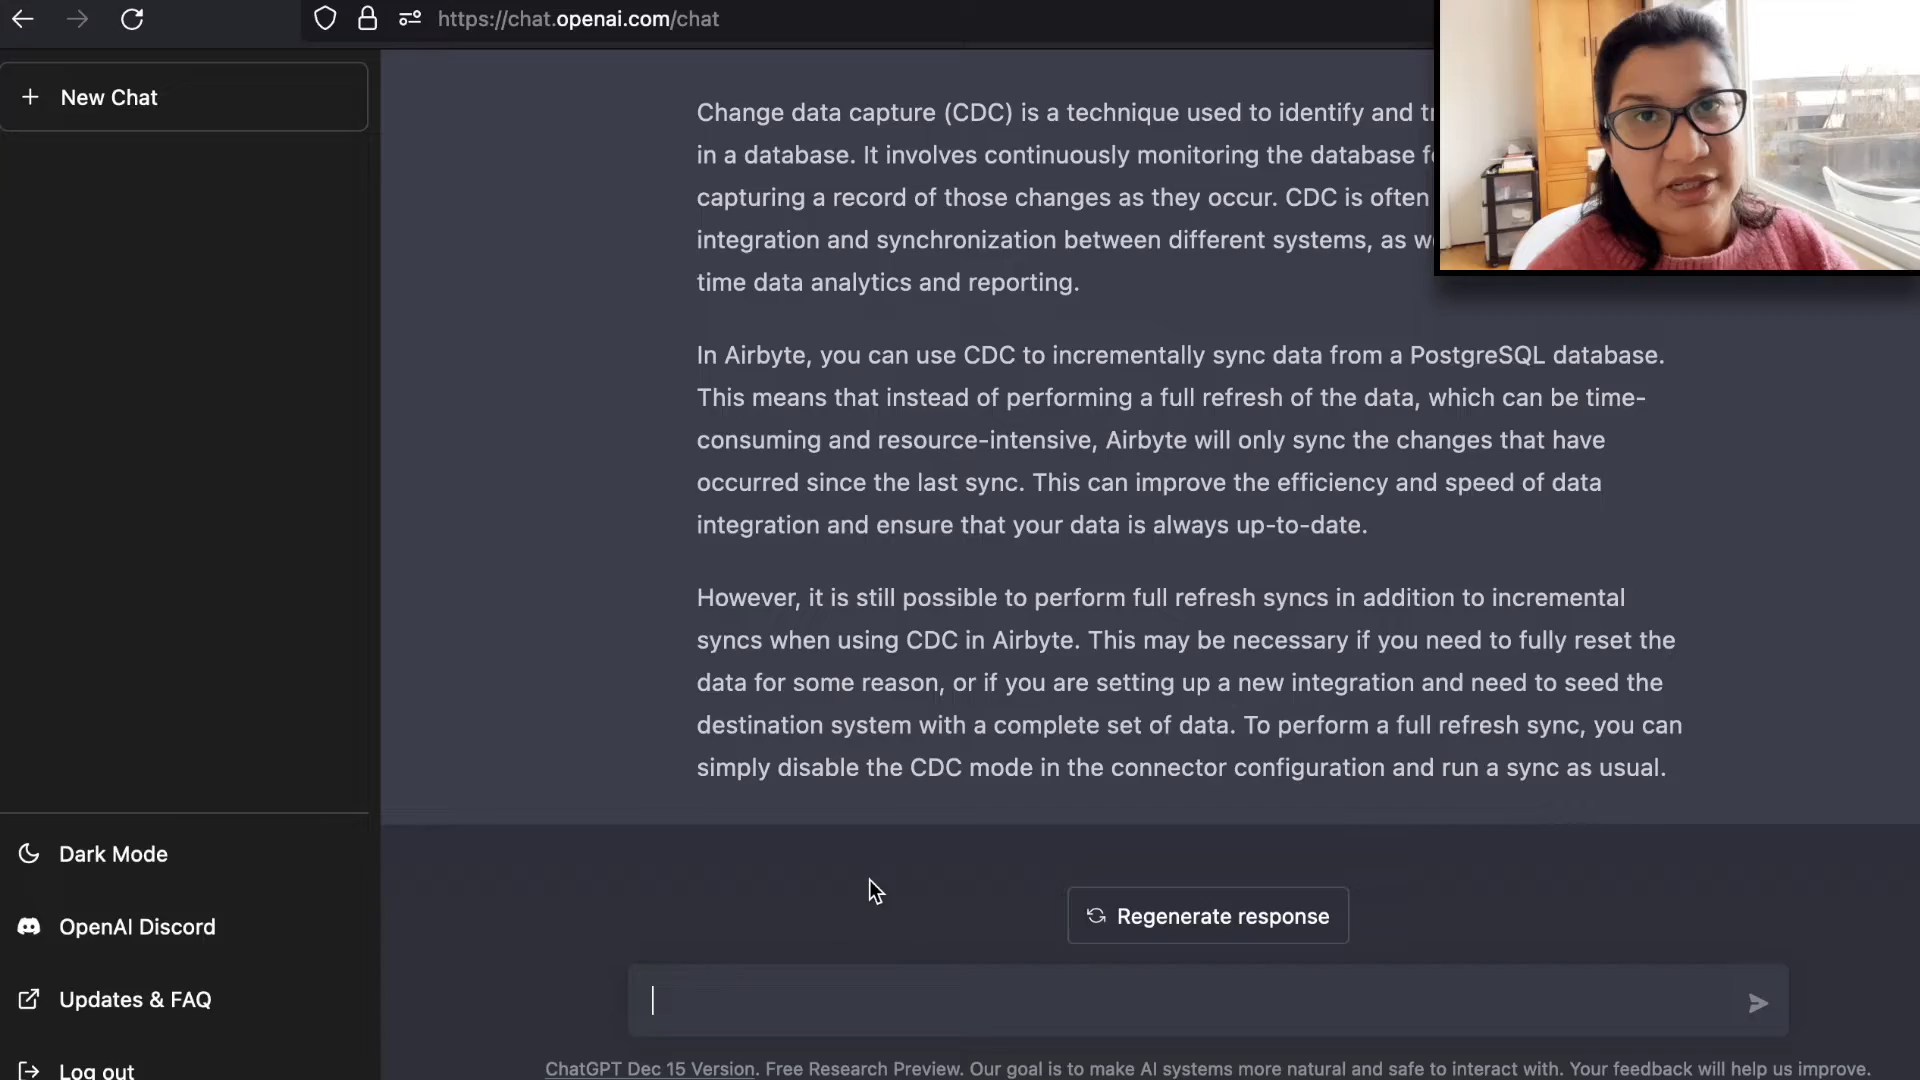 https://chat.openai.com/chat
New Chat
Change data capture (CDC) is a technique used to identify and
in a database. It involves continuously monitoring the database
capturing a record of those changes as they occur. CDC is often
integration and synchronization between different systems, as
time data analytics and reporting.
In Airbyte, you can use CDC to incrementally sync data from a PostgreSQL database.
This means that instead of performing a full refresh of the data, which can be time-
consuming and resource-intensive, Airbyte will only sync the changes that have
occurred since the last sync. This can improve the efficiency and speed of data
integration and ensure that your data is always up-to-date.
However, it is still possible to perform full refresh syncs in addition to incremental
syncs when using CDC in Airbyte. This may be necessary if you need to fully reset the
data for some reason, or if you are setting up a new integration and need to seed the
destination system with a complete set of data. To perform a full refresh sync, you can
simply disable the CDC mode in the connector configuration and run a sync as usual.
Dark Mode
OpenAI Discord
Updates & FAQ
Log out
Regenerate response
ChatGPT Dec 15 Version. Free Research Preview. Our goal is to make AI systems more natural and safe to interact with. Your feedback will help us improve.